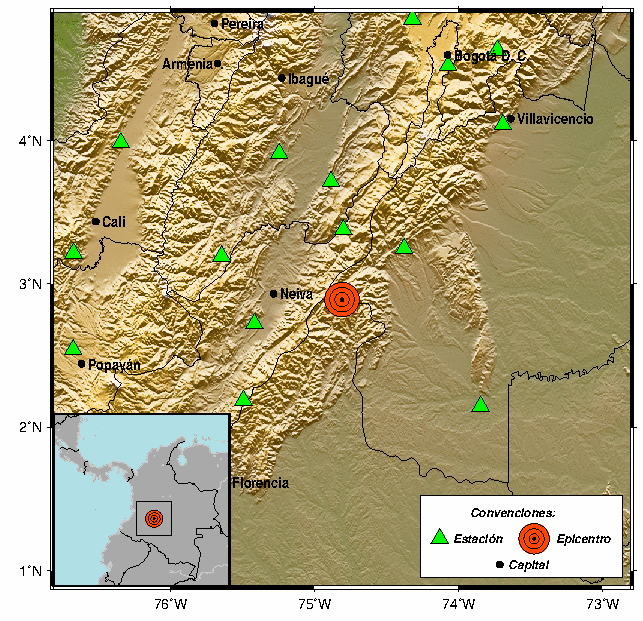 Pereira
Armenia
Ibagué
Bogotá D. C.
Villavicencio
4°N
Cali
3°N
Neiva
Popayán
2°N
Florencia
Convenciones:
Estación
Epicentro
Capital
1°N
76°W
75°W
74°W
73°W